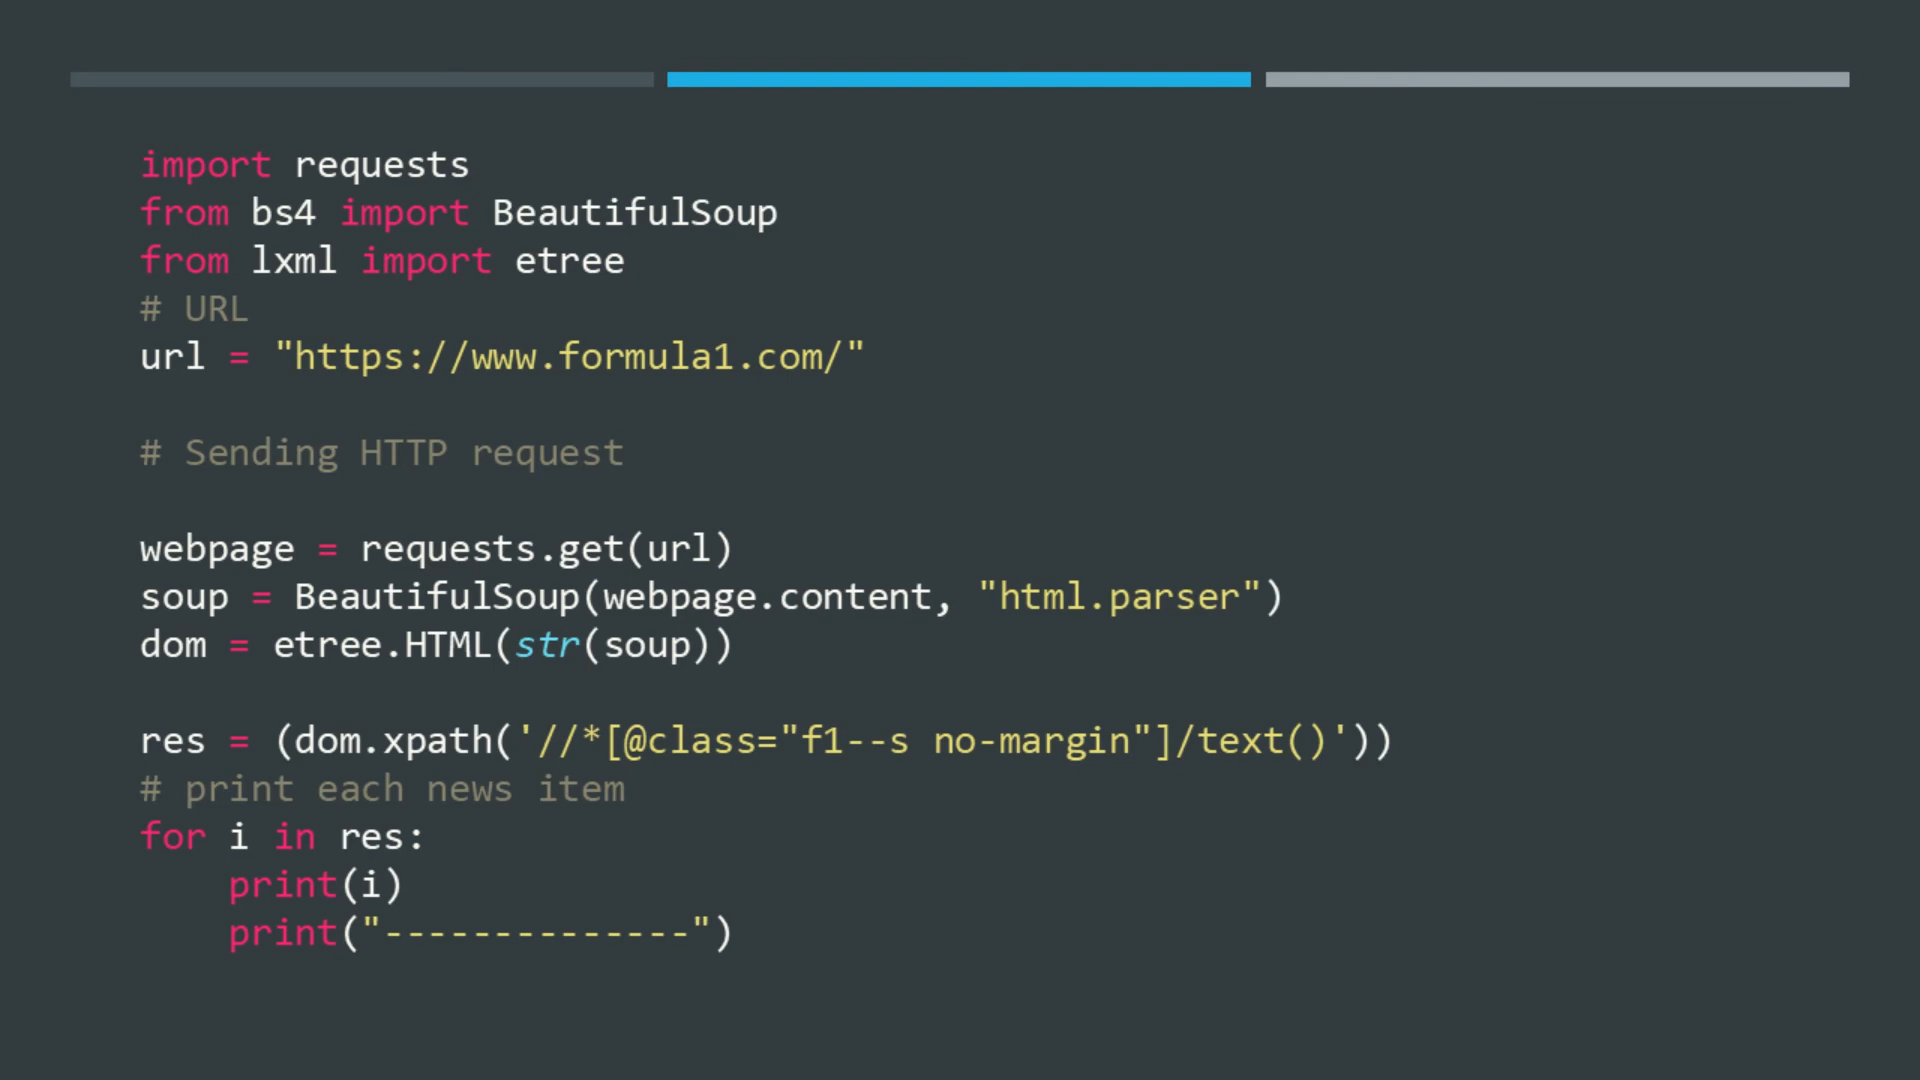 import requests
from bs4 import BeautifulSoup
from lxml import etree
# URL
url = "https://www.formula1.com/"
# Sending HTTP request
webpage = requests.get(url)
soup = BeautifulSoup(webpage.content, "html.parser")
dom = etree.HTML(str(soup))
res = (dom.xpath('//*[@class="f1--s no-margin"]/text()'))
# print each news item
for i in res:
    print(i)
    print("--------------")